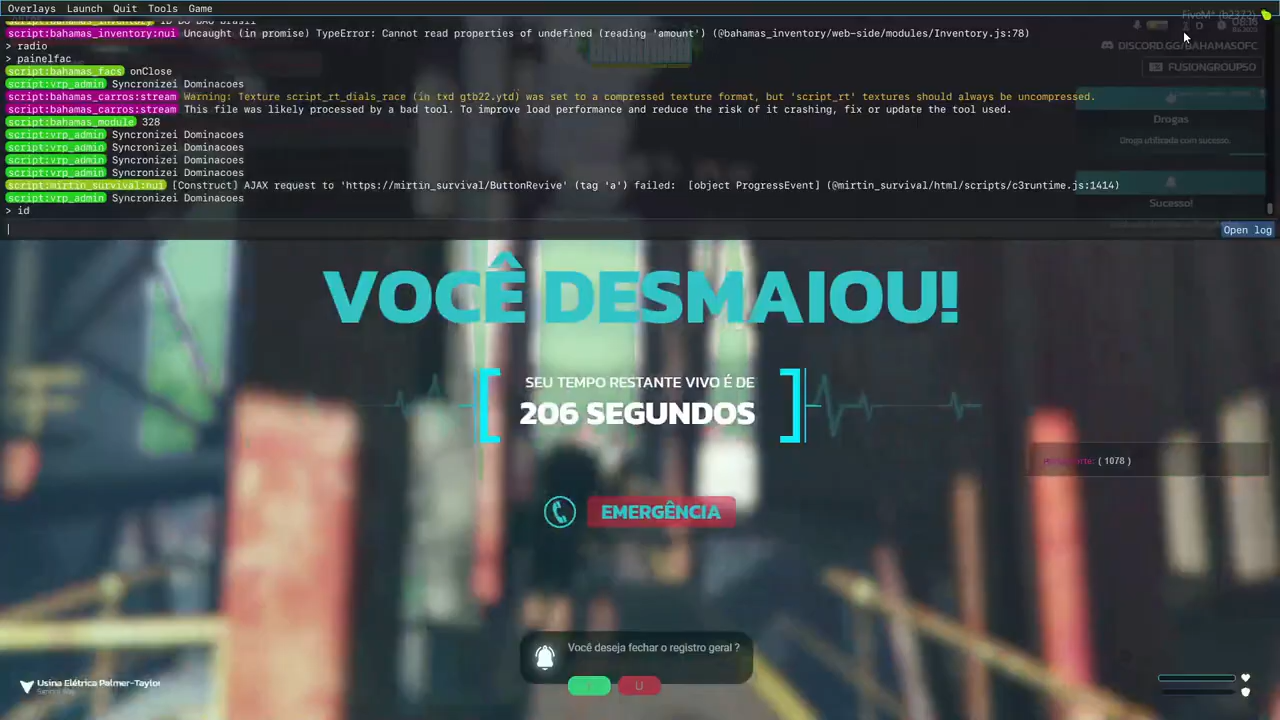 Overlays Launch Quit Tools Game
script:bahamas_inventory:nui Uncaught (in promise) TypeError: Cannot read properties of undefined (reading 'amount') (@bahamas_inventory/web-side/modules/Inventory.js:78)
> radio
> painelfac
script:bahamas_facs onClose
script:vrp_admin Syncronizei Dominacoes
script:bahamas_carros:stream Warning: Texture script_rt_dials_race (in txd gtb22.ytd) was set to a compressed texture format, but 'script_rt' textures should always be uncompressed.
script:bahamas_carros:stream This file was likely processed by a bad tool. To improve load performance and reduce the risk of it crashing, fix or update the tool used.
script:bahamas_module 328
script:vrp_admin Syncronizei Dominacoes
script:vrp_admin Syncronizei Dominacoes
script:vrp_admin Syncronizei Dominacoes
script:vrp_admin Syncronizei Dominacoes
script:mirtin_survival:nui [Construct] AJAX request to 'https://mirtin_survival/ButtonRevive' (tag 'a') failed: [object ProgressEvent] (@mirtin_survival/html/scripts/c3runtime.js:1414)
script:vrp_admin Syncronizei Dominacoes
> id
Open log
DISCORD.GG/BAHAMASOFC
FUSIONGROUP50
Drogas
Droga utilizada com sucesso.
Sucesso!
VOCÊ DESMAIOU!
SEU TEMPO RESTANTE VIVO É DE
206 SEGUNDOS
( 1078 )
EMERGÊNCIA
Você deseja fechar o registro geral ?
U
Usina Elétrica Palmer-Taylor